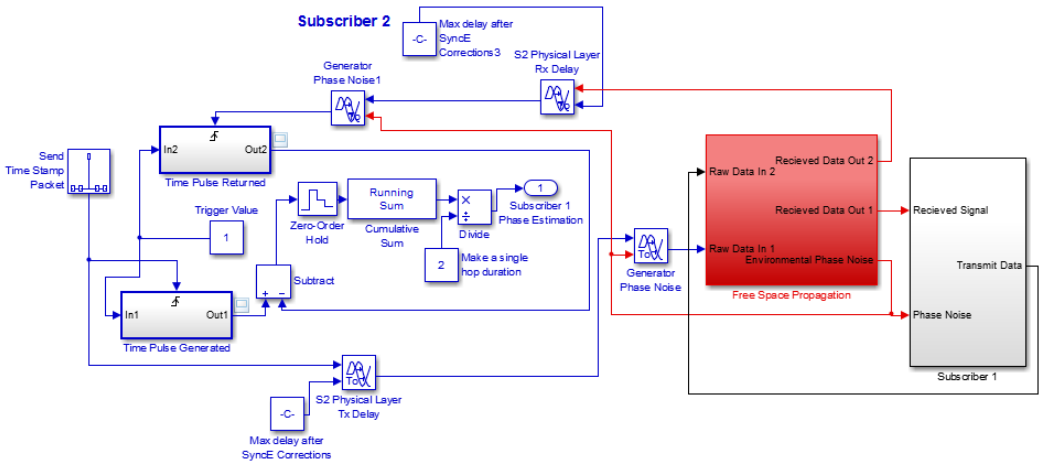 Subscriber 2
-C-
Max delay after
SyncE
Corrections3
S2 Physical Layer
Rx Delay
Generator
Phase Noise1
Send
Time Stamp
Packet
In2
Out2
Time Pulse Returned
Trigger Value
1
Zero-Order
Hold
Running
Sum
Cumulative
Sum
×
÷
Divide
1
Subscriber 1
Phase Estimation
2
Make a single
hop duration
+
−
Subtract
In1
Out1
Time Pulse Generated
To
Generator
Phase Noise
Raw Data In 2
Raw Data In 1
Recieved Data Out 2
Recieved Data Out 1
Environmental Phase Noise
Free Space Propagation
Recieved Signal
Transmit Data
Phase Noise
Subscriber 1
To
S2 Physical Layer
Tx Delay
-C-
Max delay after
SyncE Corrections